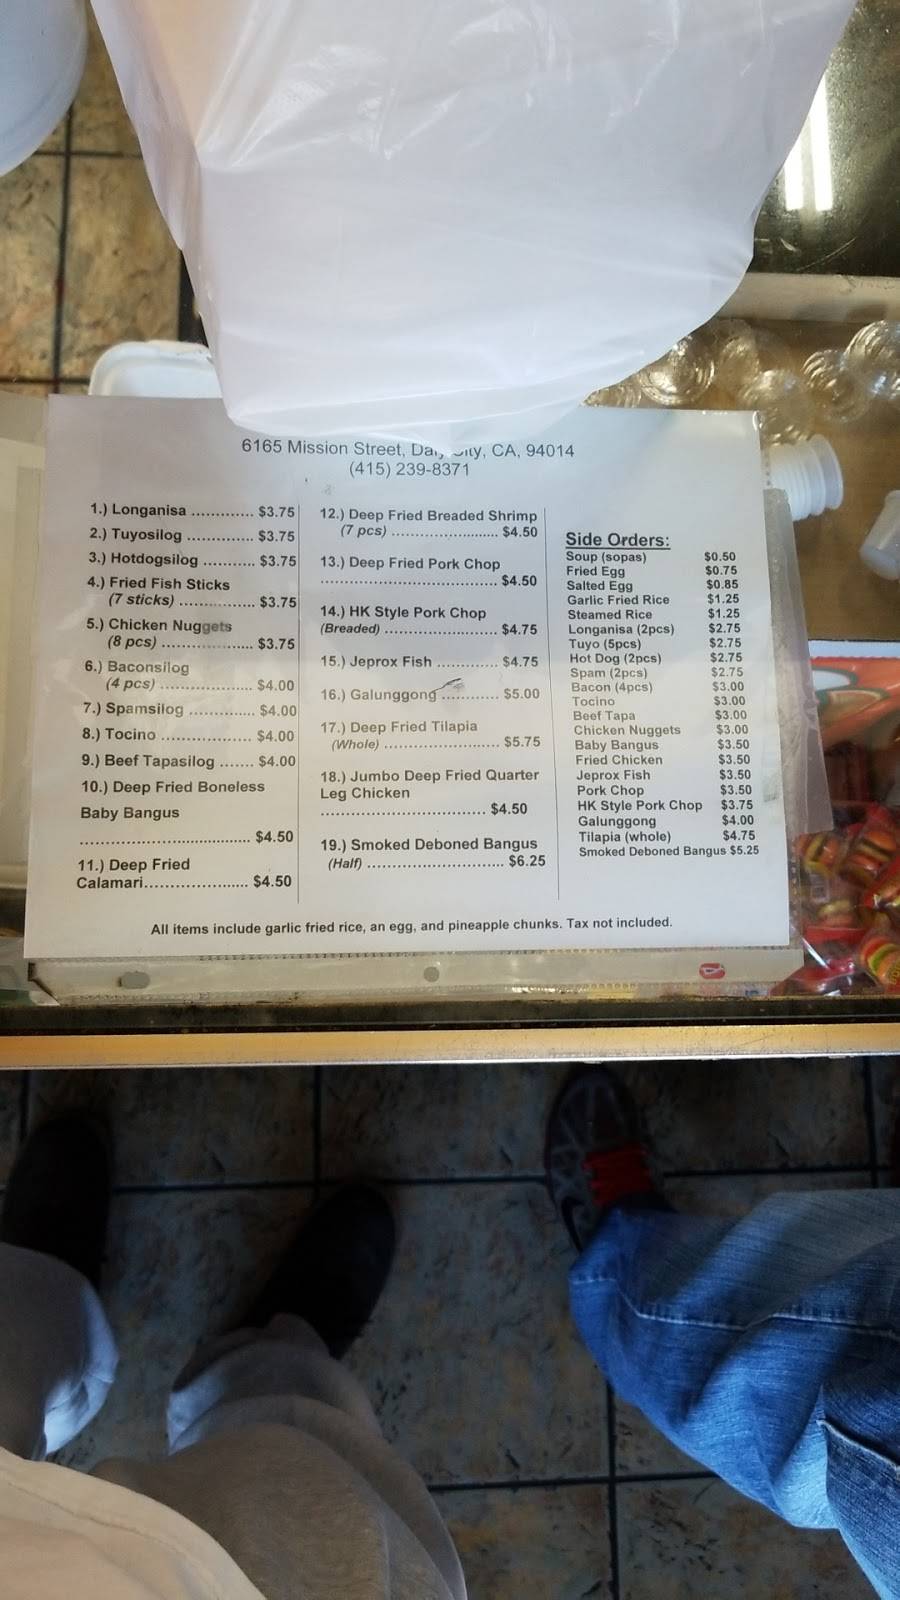 6165 Mission Street, Daly City, CA, 94014
(415) 239-8371
1.) Longanisa ............. $3.75
2.) Tuyosilog .............. $3.75
3.) Hotdogsilog ........... $3.75
4.) Fried Fish Sticks
(7 sticks) ................ $3.75
5.) Chicken Nuggets
(8 pcs) ................... $3.75
6.) Baconsilog
(4 pcs) ................... $4.00
7.) Spamsilog .............. $4.00
8.) Tocino ................... $4.00
9.) Beef Tapasilog ....... $4.00
10.) Deep Fried Boneless
Baby Bangus
................................... $4.50
11.) Deep Fried
Calamari...................... $4.50
12.) Deep Fried Breaded Shrimp
(7 pcs) ......................... $4.50
13.) Deep Fried Pork Chop
..................................... $4.50
14.) HK Style Pork Chop
(Breaded) ....................... $4.75
15.) Jeprox Fish ............. $4.75
16.) Galunggong ............ $5.00
17.) Deep Fried Tilapia
(Whole) ........................ $5.75
18.) Jumbo Deep Fried Quarter
Leg Chicken
.................................. $4.50
19.) Smoked Deboned Bangus
(Half) ............................ $6.25
Side Orders:
Soup (sopas) $0.50
Fried Egg $0.75
Salted Egg $0.85
Garlic Fried Rice $1.25
Steamed Rice $1.25
Longanisa (2pcs) $2.75
Tuyo (5pcs) $2.75
Hot Dog (2pcs) $2.75
Spam (2pcs) $2.75
Bacon (4pcs) $3.00
Tocino $3.00
Beef Tapa $3.00
Chicken Nuggets $3.00
Baby Bangus $3.50
Fried Chicken $3.50
Jeprox Fish $3.50
Pork Chop $3.50
HK Style Pork Chop $3.75
Galunggong $4.00
Tilapia (whole) $4.75
Smoked Deboned Bangus $5.25
All items include garlic fried rice, an egg, and pineapple chunks. Tax not included.